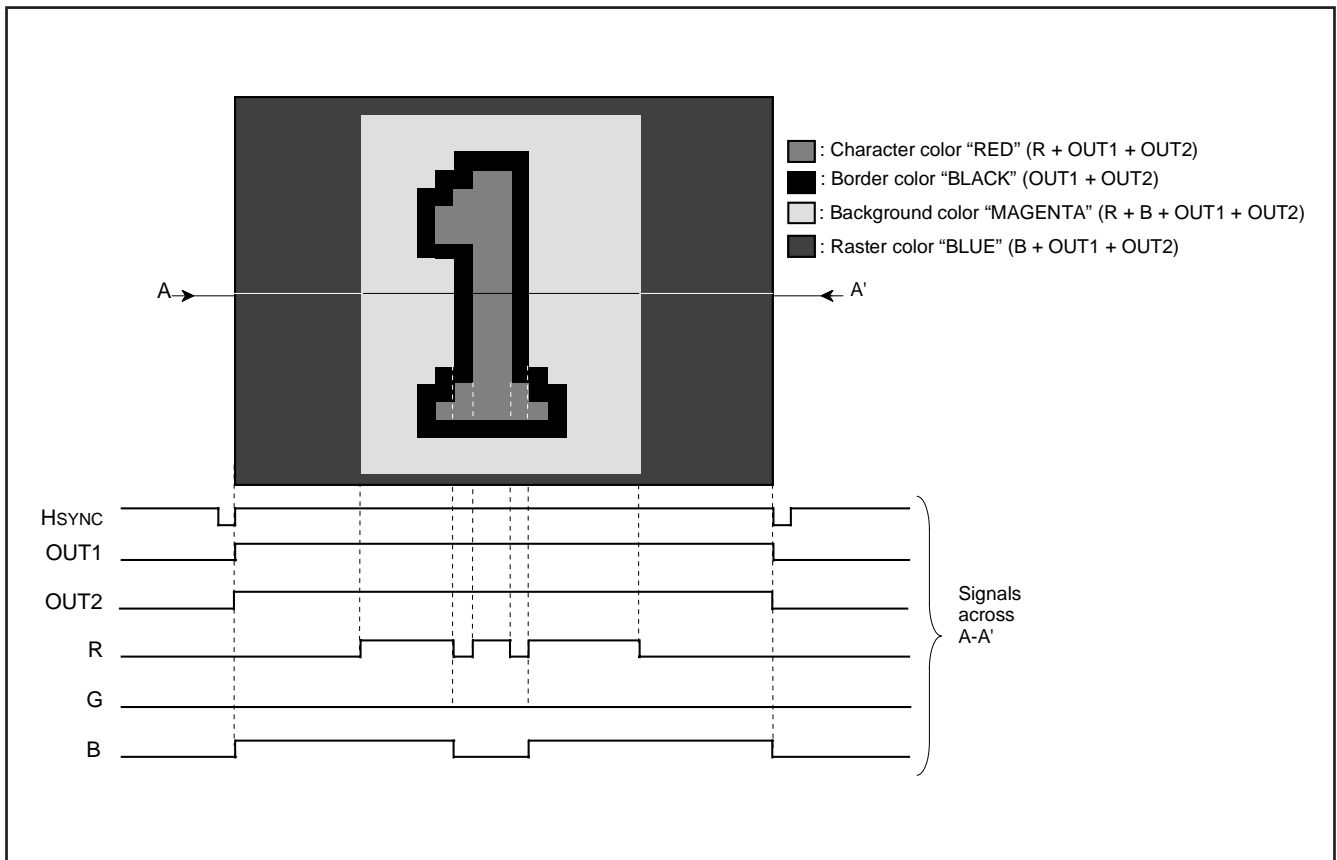 : Character color “RED” (R + OUT1 + OUT2)
: Border color “BLACK” (OUT1 + OUT2)
: Background color “MAGENTA” (R + B + OUT1 + OUT2)
: Raster color “BLUE” (B + OUT1 + OUT2)
A
A'
HSYNC
OUT1
OUT2
R
G
B
Signals
across
A-A'